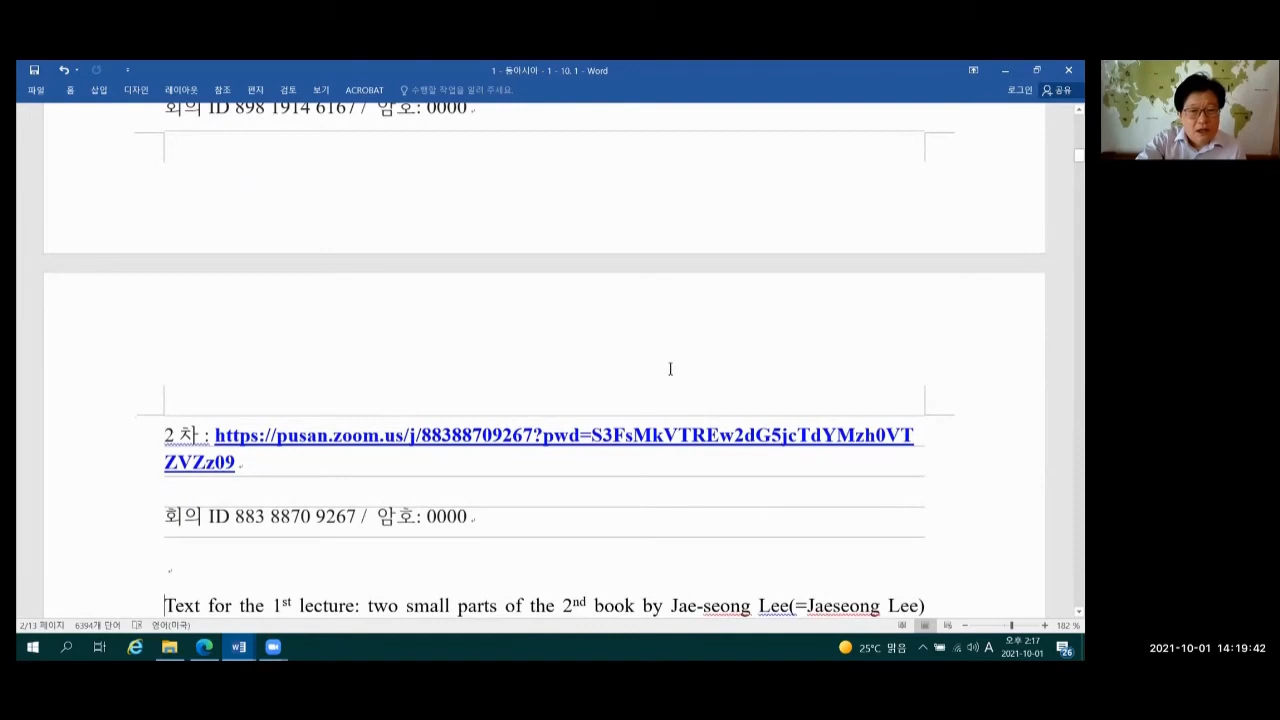 1 - 동아시아 - 1 - 10. 1 - Word
파일 홈 삽입 디자인 레이아웃 참조 편지 검토 보기 ACROBAT 수행할 작업을 알려 주세요. 로그인 공유
회의 ID 898 1914 6167 / 암호: 0000
2 차 : https://pusan.zoom.us/j/88388709267?pwd=S3FsMkVTREw2dG5jcTdYMzh0VT
ZVZz09
회의 ID 883 8870 9267 / 암호: 0000
Text for the 1st lecture: two small parts of the 2nd book by Jae-seong Lee(=Jaeseong Lee)
2/13 페이지 6394개 단어 영어(미국) 182 %
25°C 맑음 A 오후 2:17
2021-10-01
26
2021-10-01 14:19:42